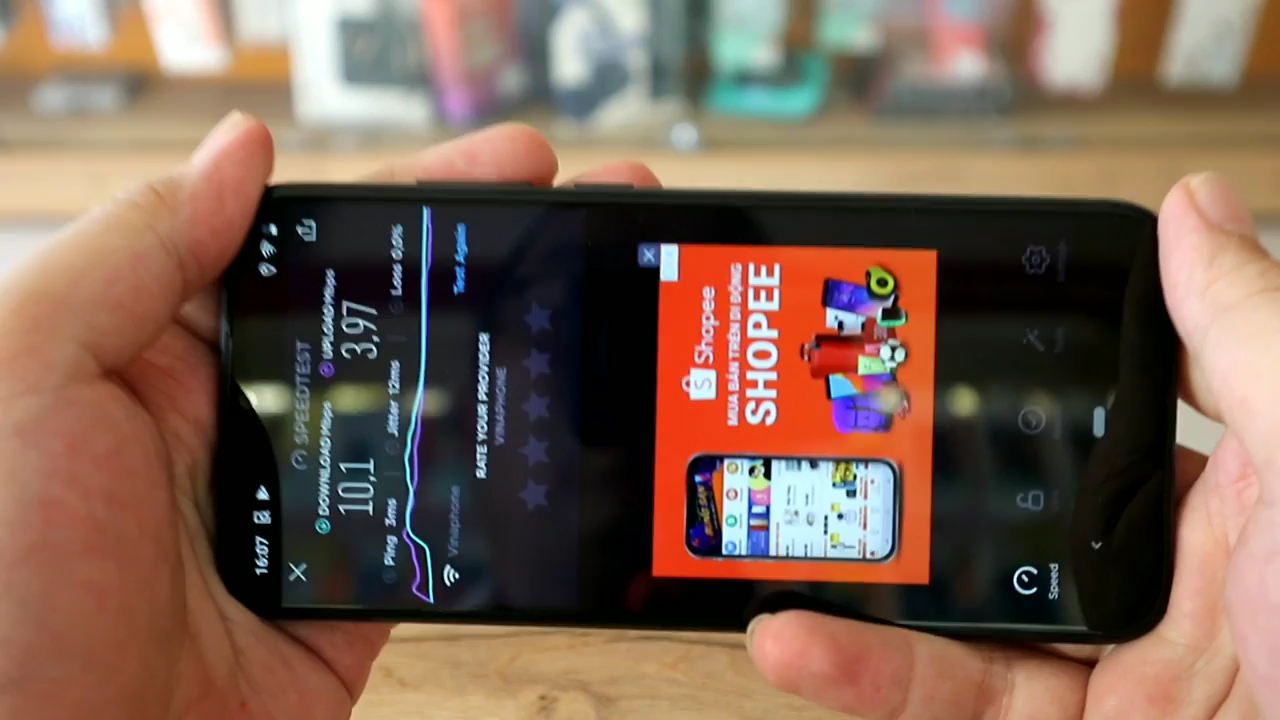 16:07
SPEEDTEST
DOWNLOAD Mbps UPLOAD Mbps
10,1 3,97
Ping 3ms Jitter 12ms Loss 0,0%
Vinaphone Test Again
RATE YOUR PROVIDER
VINAPHONE
Shopee
MUA BÁN TRÊN DI ĐỘNG
SHOPEE
Speed